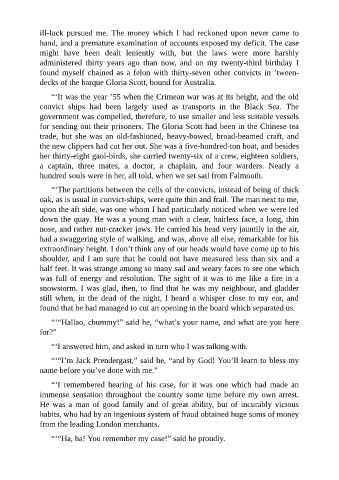 ill-luck pursued me. The money which I had reckoned upon never came to
hand, and a premature examination of accounts exposed my deficit. The case
might have been dealt leniently with, but the laws were more harshly
administered thirty years ago than now, and on my twenty-third birthday I
found myself chained as a felon with thirty-seven other convicts in ’tween-
decks of the barque Gloria Scott, bound for Australia.
“‘It was the year ’55 when the Crimean war was at its height, and the old
convict ships had been largely used as transports in the Black Sea. The
government was compelled, therefore, to use smaller and less suitable vessels
for sending out their prisoners. The Gloria Scott had been in the Chinese tea
trade, but she was an old-fashioned, heavy-bowed, broad-beamed craft, and
the new clippers had cut her out. She was a five-hundred-ton boat, and besides
her thirty-eight gaol-birds, she carried twenty-six of a crew, eighteen soldiers,
a captain, three mates, a doctor, a chaplain, and four warders. Nearly a
hundred souls were in her, all told, when we set sail from Falmouth.
“‘The partitions between the cells of the convicts, instead of being of thick
oak, as is usual in convict-ships, were quite thin and frail. The man next to me,
upon the aft side, was one whom I had particularly noticed when we were led
down the quay. He was a young man with a clear, hairless face, a long, thin
nose, and rather nut-cracker jaws. He carried his head very jauntily in the air,
had a swaggering style of walking, and was, above all else, remarkable for his
extraordinary height. I don’t think any of our heads would have come up to his
shoulder, and I am sure that he could not have measured less than six and a
half feet. It was strange among so many sad and weary faces to see one which
was full of energy and resolution. The sight of it was to me like a fire in a
snowstorm. I was glad, then, to find that he was my neighbour, and gladder
still when, in the dead of the night, I heard a whisper close to my ear, and
found that he had managed to cut an opening in the board which separated us.
“‘“Hallao, chummy!” said he, “what’s your name, and what are you here
for?”
“‘I answered him, and asked in turn who I was talking with.
“‘“I’m Jack Prendergast,” said he, “and by God! You’ll learn to bless my
name before you’ve done with me.”
“‘I remembered hearing of his case, for it was one which had made an
immense sensation throughout the country some time before my own arrest.
He was a man of good family and of great ability, but of incurably vicious
habits, who had by an ingenious system of fraud obtained huge sums of money
from the leading London merchants.
“‘“Ha, ha! You remember my case!” said he proudly.